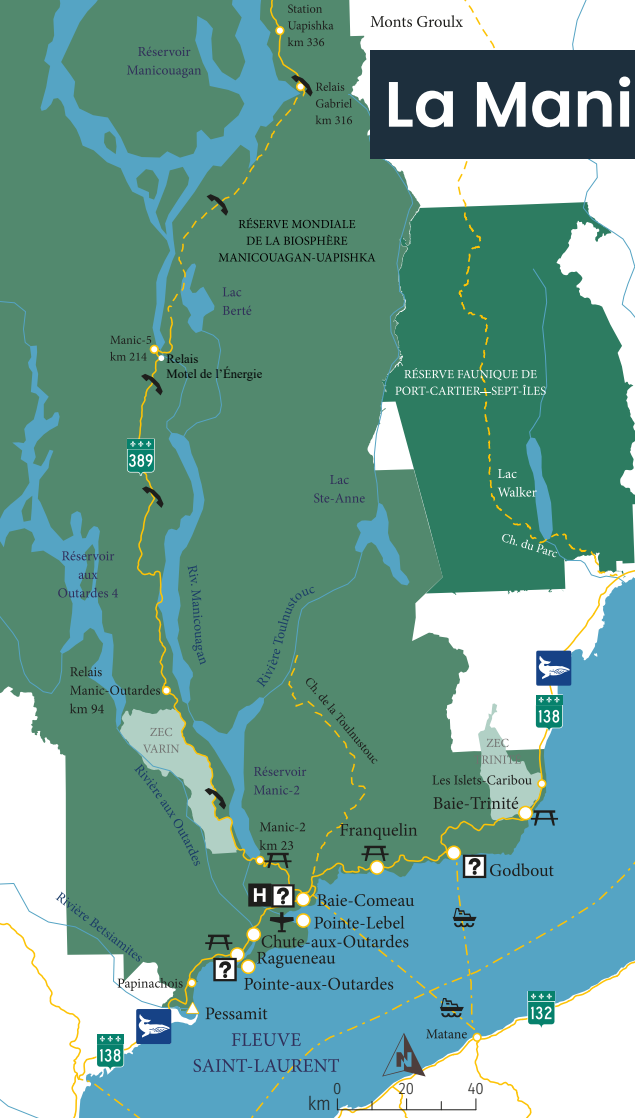 Station
Uapishka
km 336
Monts Groulx
Réservoir
Manicouagan
Relais
Gabriel
km 316
La Mani
RÉSERVE MONDIALE
DE LA BIOSPHÈRE
MANICOUAGAN-UAPISHKA
Lac
Berté
Manic-5
km 214
Relais
Motel de l'Énergie
RÉSERVE FAUNIQUE DE
PORT-CARTIER—SEPT-ÎLES
389
Lac
Ste-Anne
Lac
Walker
Ch. du Parc
Réservoir
aux
Outardes 4
Riv. Manicouagan
Rivière Toulnustouc
Relais
Manic-Outardes
km 94
Ch. de la Toulnustouc
138
ZEC
VARIN
ZEC
RINITÉ
Rivière aux Outardes
Réservoir
Manic-2
Les Islets-Caribou
Baie-Trinité
Manic-2
km 23
Franquelin
?
Godbout
H ?
Baie-Comeau
Pointe-Lebel
Chute-aux-Outardes
Ragueneau
?
Pointe-aux-Outardes
Rivière Betsiamites
Papinachois
Pessamit
138
FLEUVE
SAINT-LAURENT
Matane
132
N
0 20 40
km